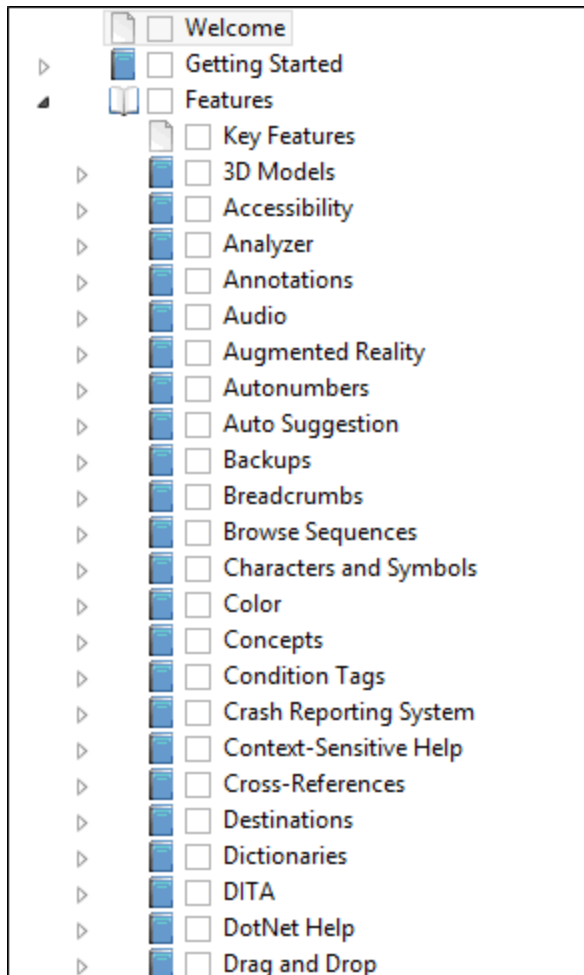 Welcome
Getting Started
Features
Key Features
3D Models
Accessibility
Analyzer
Annotations
Audio
Augmented Reality
Autonumbers
Auto Suggestion
Backups
Breadcrumbs
Browse Sequences
Characters and Symbols
Color
Concepts
Condition Tags
Crash Reporting System
Context-Sensitive Help
Cross-References
Destinations
Dictionaries
DITA
DotNet Help
Drag and Drop